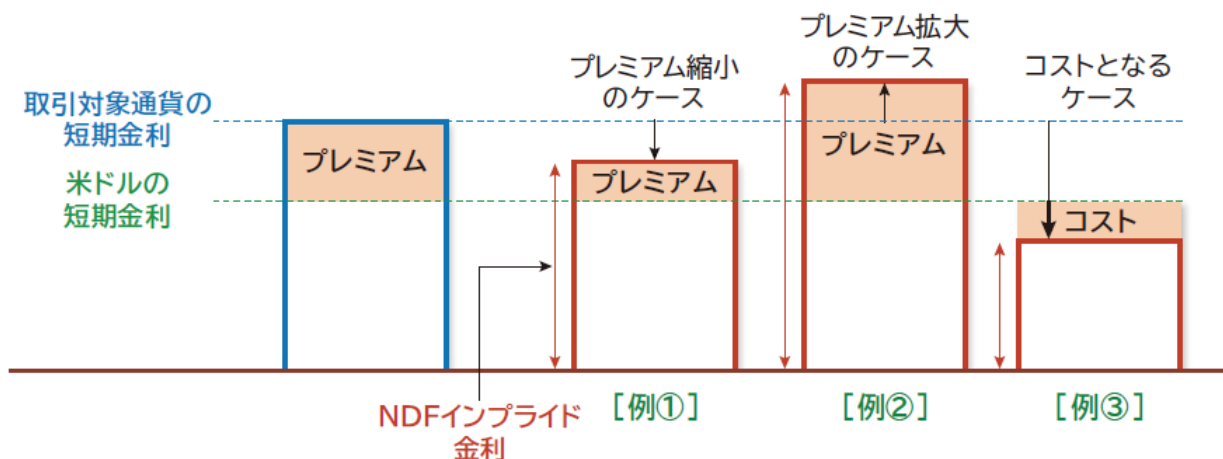 取引対象通貨の
短期金利
米ドルの
短期金利
プレミアム
プレミアム縮小
のケース
プレミアム
プレミアム拡大
のケース
プレミアム
コストとなる
ケース
コスト
NDFインプライド
金利
[例①]
[例②]
[例③]